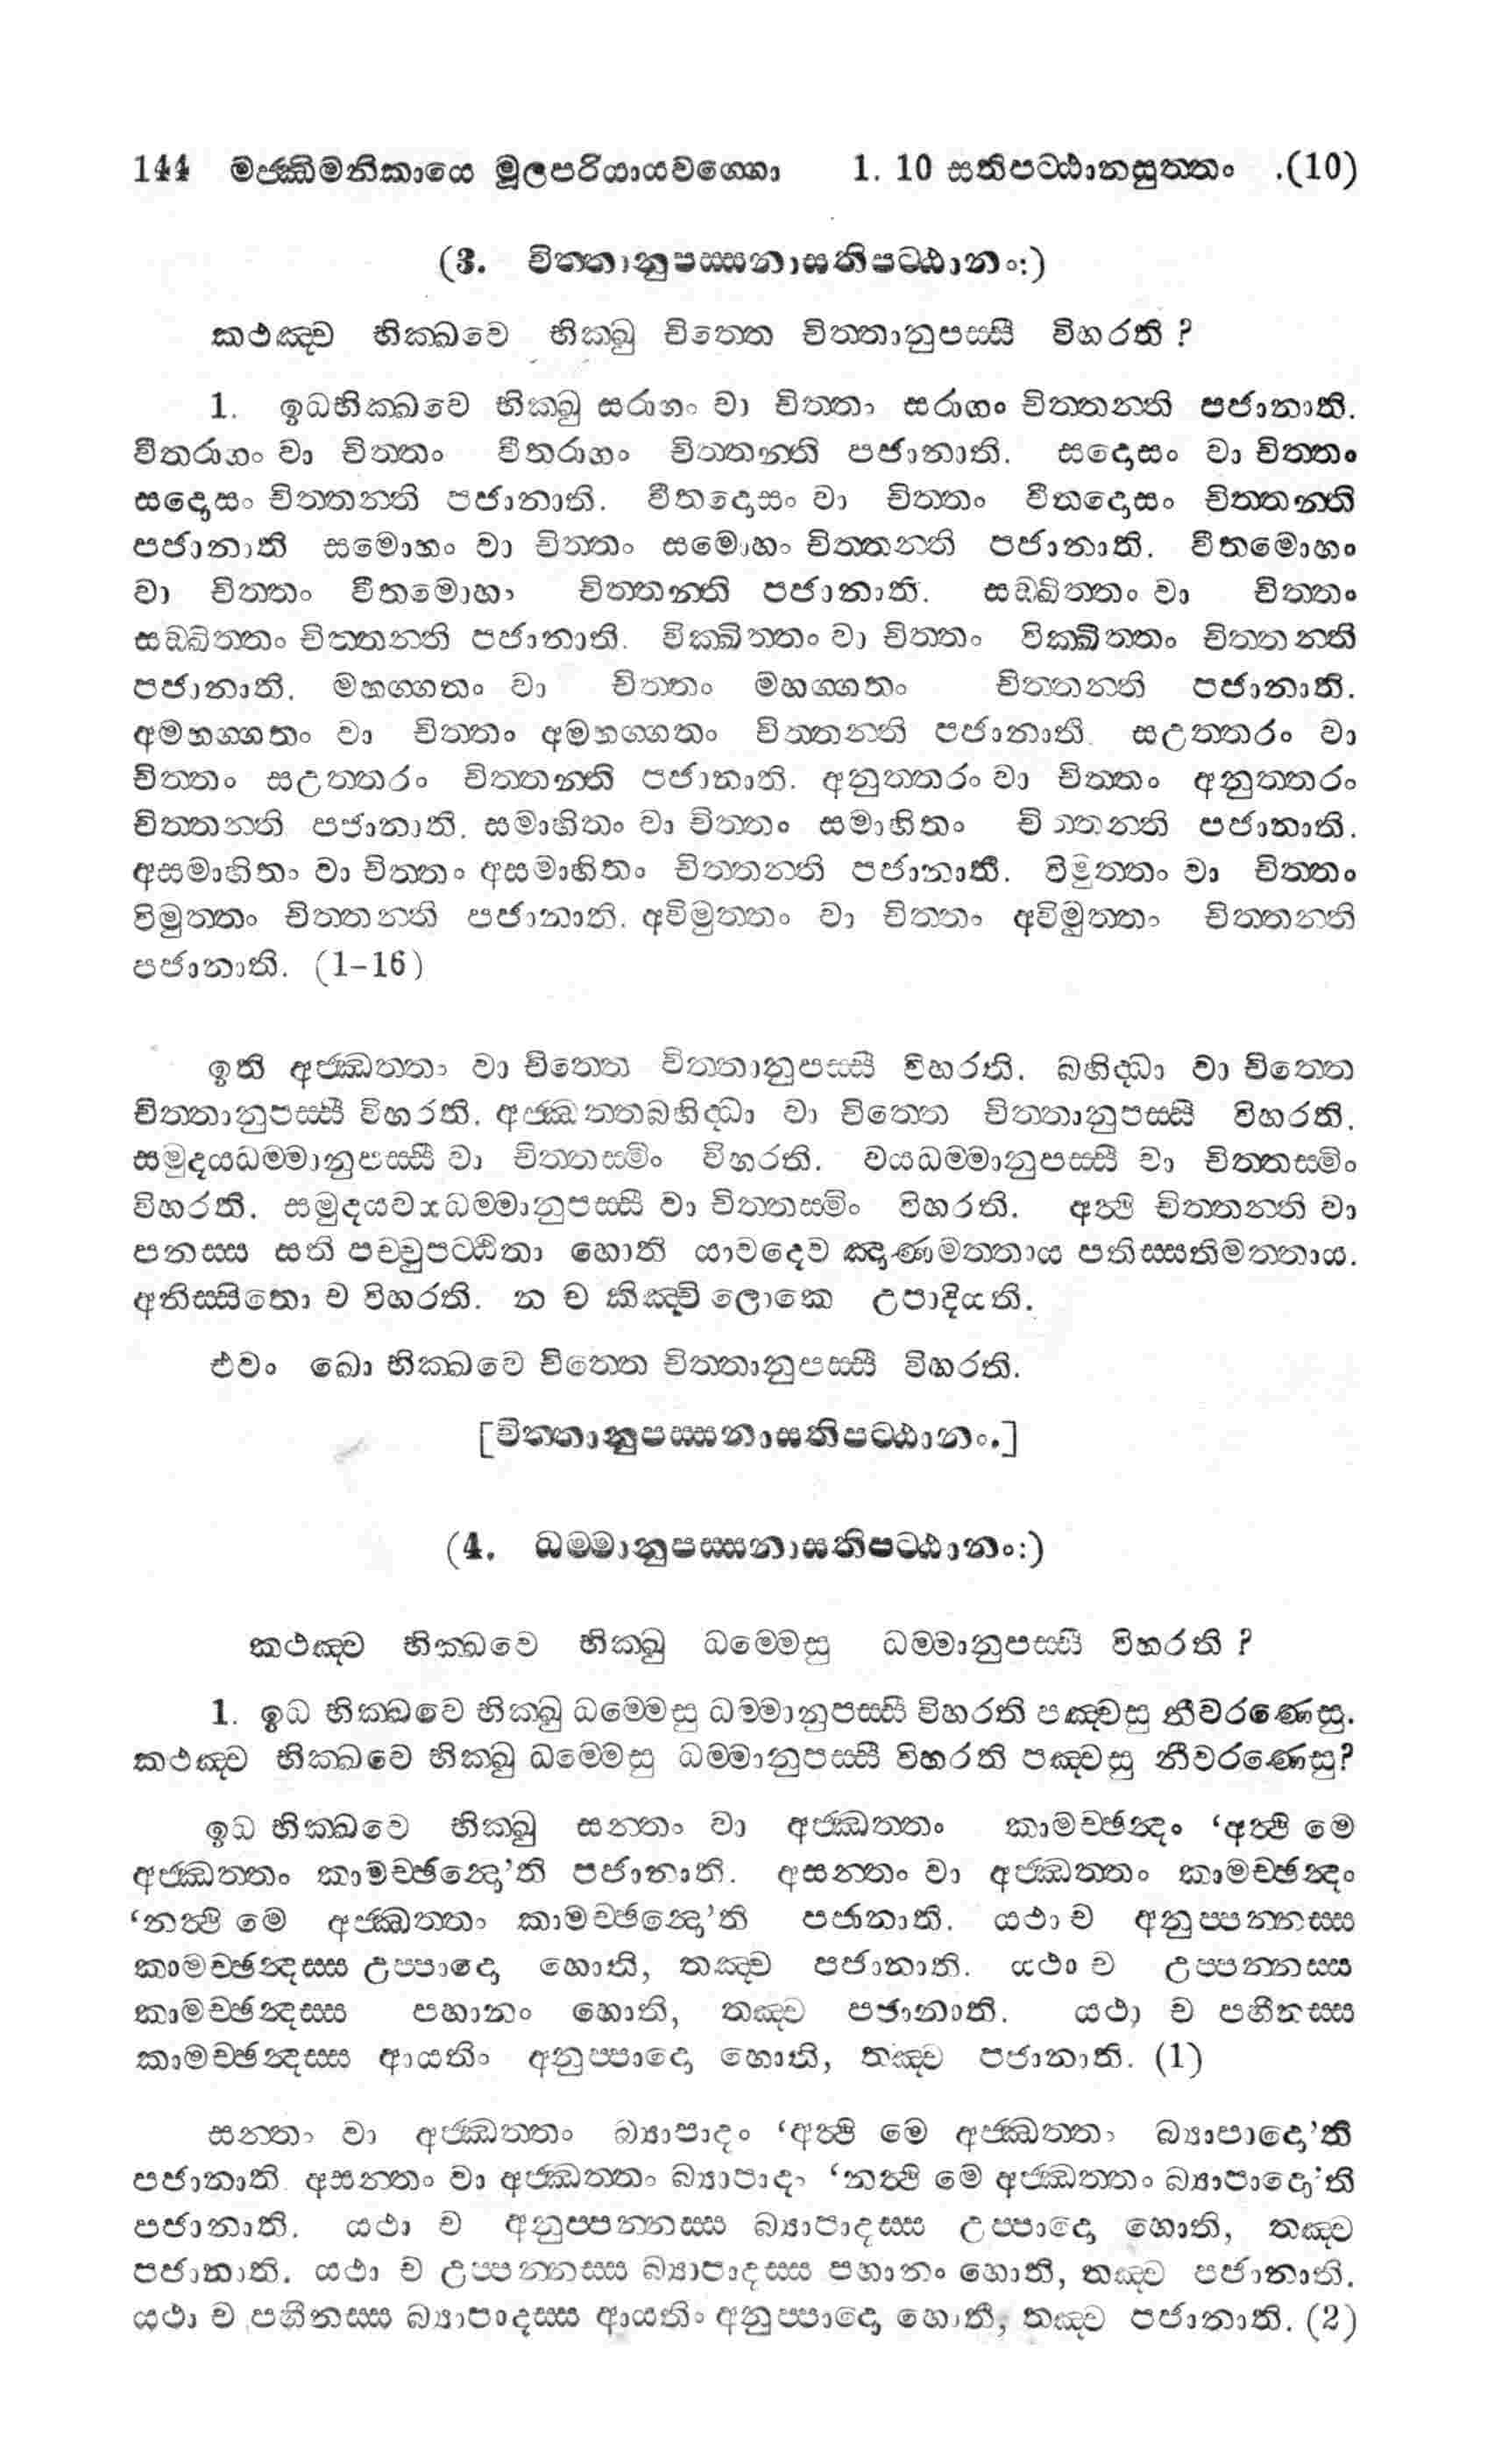 144 මජ්ඣිමනිකායෙ මූලපරියායවග්ගො 1. 10 සතිපට්ඨානසුත්තං .(10)
(3. චිත්තානුපස්සනාසතිපට්ඨානං:)
කථඤ්ච භික්ඛවෙ භික්ඛු චිත්තෙ චිත්තානුපස්සී විහරති ?
1. ඉධභික්ඛවෙ භික්ඛු සරාගං වා චිත්තං සරාගං චිත්තන්ති පජානාති.
වීතරාගං වා චිත්තං වීතරාගං චිත්තන්ති පජානාති. සදොසං වා චිත්තං
සදොසං චිත්තන්ති පජානාති. වීතදොසං වා චිත්තං වීතදොසං චිත්තන්ති
පජානාති සමොහං වා චිත්තං සමොහං චිත්තන්ති පජානාති. වීතමොහං
වා චිත්තං වීතමොහං චිත්තන්ති පජානාති. සඞ්ඛිත්තං වා චිත්තං
සඞ්ඛිත්තං චිත්තන්ති පජානාති. වික්ඛිත්තං වා චිත්තං වික්ඛිත්තං චිත්තන්ති
පජානාති. මහග්ගතං වා චිත්තං මහග්ගතං චිත්තන්ති පජානාති.
අමහග්ගතං වා චිත්තං අමහග්ගතං චිත්තන්ති පජානාති. සඋත්තරං වා
චිත්තං සඋත්තරං චිත්තන්ති පජානාති. අනුත්තරං වා චිත්තං අනුත්තරං
චිත්තන්ති පජානාති. සමාහිතං වා චිත්තං සමාහිතං චිත්තන්ති පජානාති.
අසමාහිතං වා චිත්තං අසමාහිතං චිත්තන්ති පජානාති. විමුත්තං වා චිත්තං
විමුත්තං චිත්තන්ති පජානාති. අවිමුත්තං වා චිත්තං අවිමුත්තං චිත්තන්ති
පජානාති. (1-16)
ඉති අජ්ඣත්තං වා චිත්තෙ චිත්තානුපස්සී විහරති. බහිද්ධා වා චිත්තෙ
චිත්තානුපස්සී විහරති. අජ්ඣත්තබහිද්ධා වා චිත්තෙ චිත්තානුපස්සී විහරති.
සමුදයධම්මානුපස්සී වා චිත්තස්මිං විහරති. වයධම්මානුපස්සී වා චිත්තස්මිං
විහරති. සමුදයවයධම්මානුපස්සී වා චිත්තස්මිං විහරති. අත්ථි චිත්තන්ති වා
පනස්ස සති පච්චුපට්ඨිතා හොති යාවදෙව ඤාණමත්තාය පතිස්සතිමත්තාය.
අනිස්සිතො ච විහරති. න ච කිඤ්චි ලොකෙ උපාදියති.
එවං ඛො භික්ඛවෙ චිත්තෙ චිත්තානුපස්සී විහරති.
[චිත්තානුපස්සනාසතිපට්ඨානං.]
(4. ධම්මානුපස්සනාසතිපට්ඨානං:)
කථඤ්ච භික්ඛවෙ භික්ඛු ධම්මෙසු ධම්මානුපස්සී විහරති ?
1. ඉධ භික්ඛවෙ භික්ඛු ධම්මෙසු ධම්මානුපස්සී විහරති පඤ්චසු නීවරණෙසු.
කථඤ්ච භික්ඛවෙ භික්ඛු ධම්මෙසු ධම්මානුපස්සී විහරති පඤ්චසු නීවරණෙසු?
ඉධ භික්ඛවෙ භික්ඛු සන්තං වා අජ්ඣත්තං කාමච්ඡන්දං ‘අත්ථි මෙ
අජ්ඣත්තං කාමච්ඡන්දො’ති පජානාති. අසන්තං වා අජ්ඣත්තං කාමච්ඡන්දං
‘නත්ථි මෙ අජ්ඣත්තං කාමච්ඡන්දො’ති පජානාති. යථා ච අනුප්පන්නස්ස
කාමච්ඡන්දස්ස උප්පාදො හොති, තඤ්ච පජානාති. යථා ච උප්පන්නස්ස
කාමච්ඡන්දස්ස පහානං හොති, තඤ්ච පජානාති. යථා ච පහීනස්ස
කාමච්ඡන්දස්ස ආයතිං අනුප්පාදො හොති, තඤ්ච පජානාති. (1)
සන්තං වා අජ්ඣත්තං බ්‍යාපාදං ‘අත්ථි මෙ අජ්ඣත්තං බ්‍යාපාදො’ති
පජානාති. අසන්තං වා අජ්ඣත්තං බ්‍යාපාදං ‘නත්ථි මෙ අජ්ඣත්තං බ්‍යාපාදො’ති
පජානාති. යථා ච අනුප්පන්නස්ස බ්‍යාපාදස්ස උප්පාදො හොති, තඤ්ච
පජානාති. යථා ච උප්පන්නස්ස බ්‍යාපාදස්ස පහානං හොති, තඤ්ච පජානාති.
යථා ච පහීනස්ස බ්‍යාපාදස්ස ආයතිං අනුප්පාදො හොති, තඤ්ච පජානාති. (2)